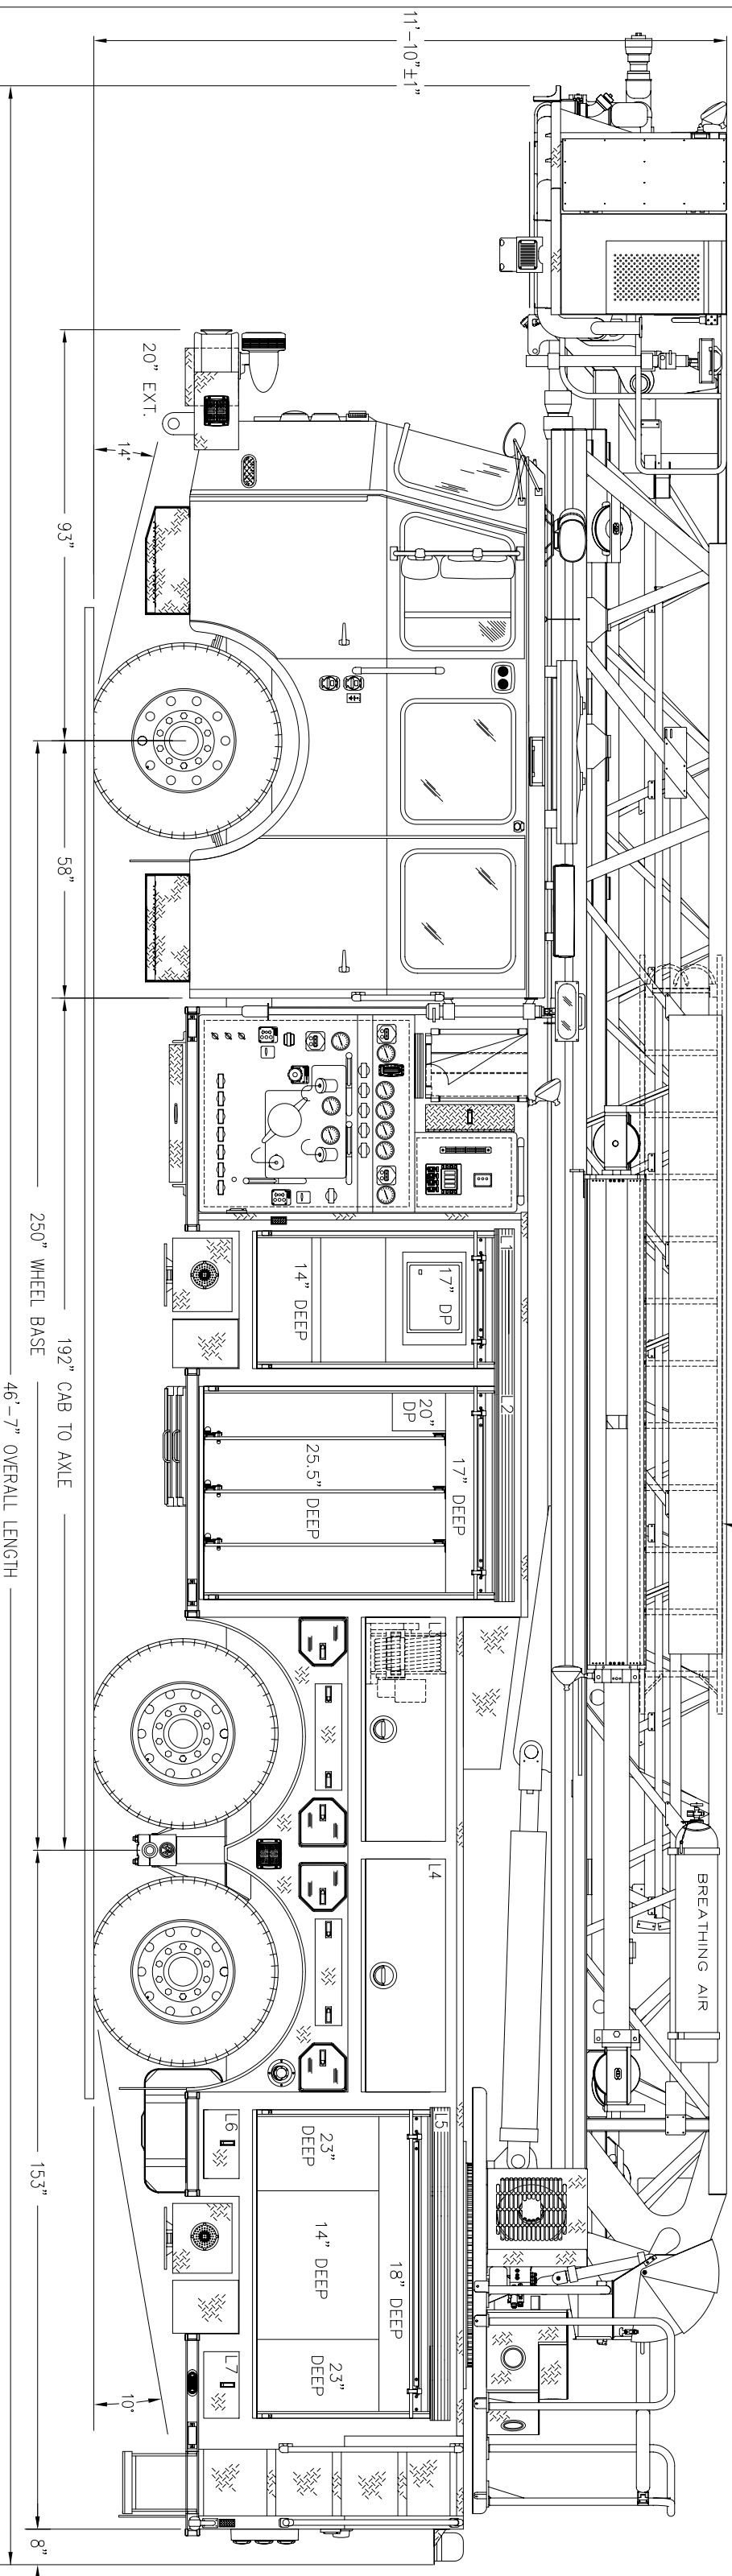 11'-10"±1"
BREATHING AIR
20" EXT.
14°
L1
17" DP
14" DEEP
L2
17" DEEP
20"
DP
25.5" DEEP
L4
L5
18" DEEP
23"
DEEP
14" DEEP
23"
DEEP
L6
L7
10°
93"
58"
192" CAB TO AXLE
250" WHEEL BASE
153"
8"
46'-7" OVERALL LENGTH